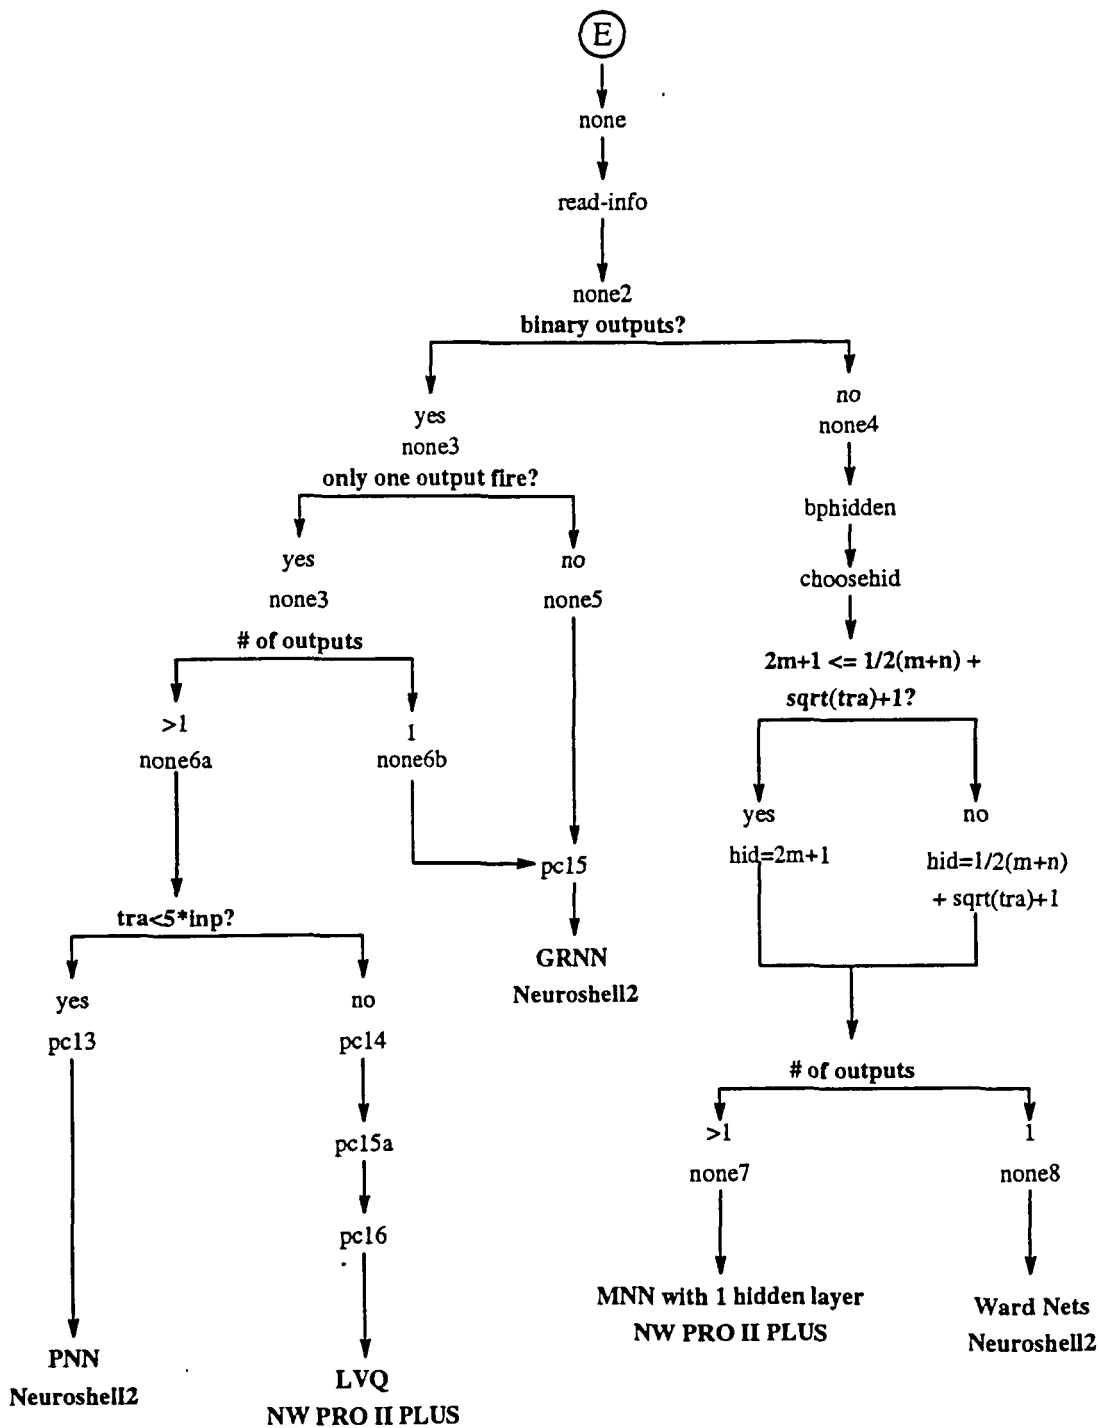 E
none
read-info
none2
binary outputs?
yes
none3
no
none4
only one output fire?
yes
none3
no
none5
bphidden
choosehid
# of outputs
>1
none6a
1
none6b
2m+1 <= 1/2(m+n) +
sqrt(tra)+1?
yes
hid=2m+1
no
hid=1/2(m+n)
+ sqrt(tra)+1
pc15
GRNN
Neuroshell2
tra<5*inp?
yes
pc13
no
pc14
pc15a
pc16
# of outputs
>1
none7
1
none8
MNN with 1 hidden layer
NW PRO II PLUS
Ward Nets
Neuroshell2
PNN
Neuroshell2
LVQ
NW PRO II PLUS